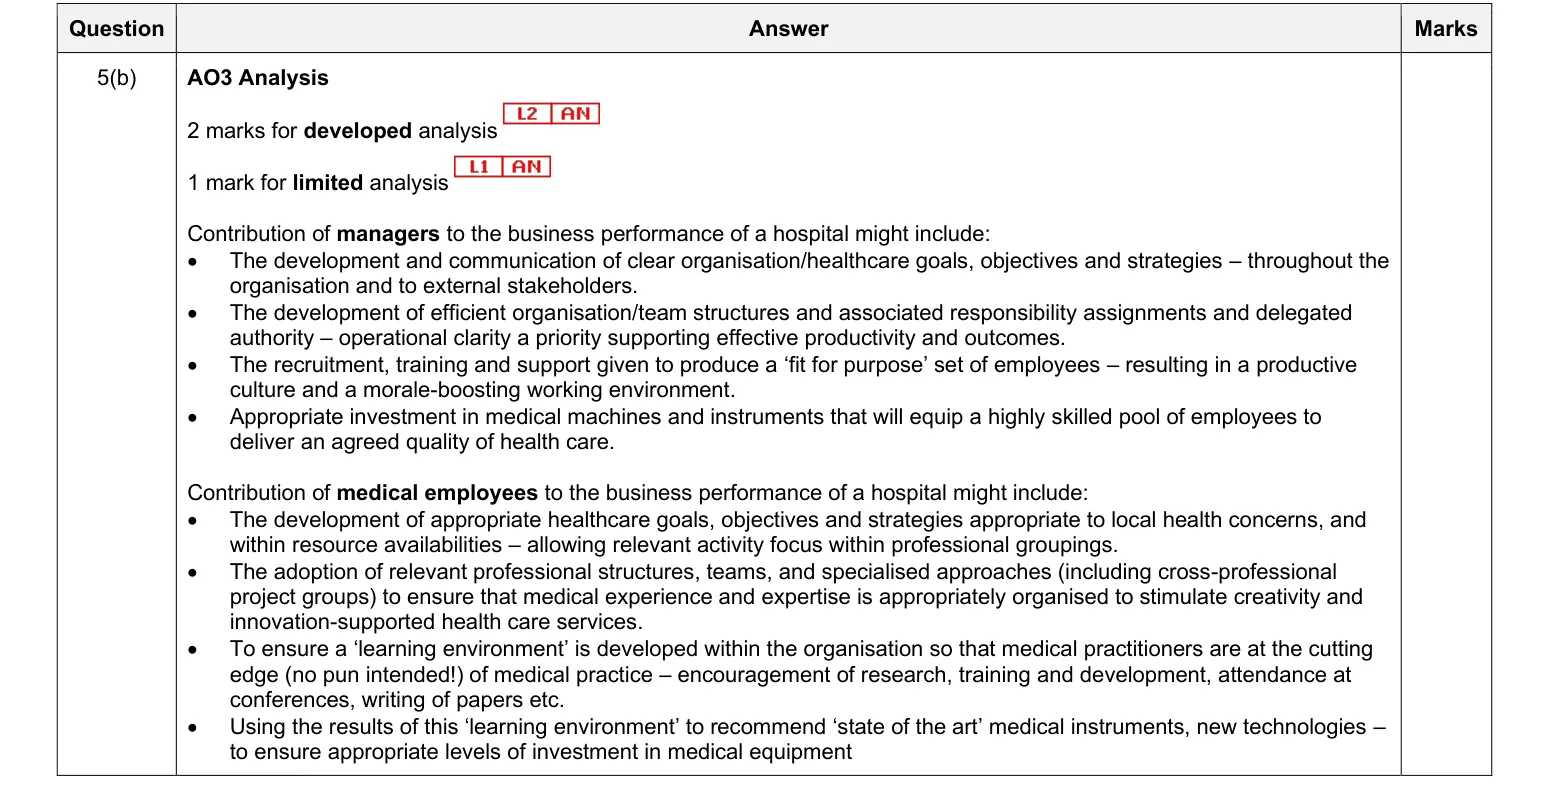 Question Answer Marks
5(b) AO3 Analysis
2 marks for developed analysis L2 AN
1 mark for limited analysis L1 AN
Contribution of managers to the business performance of a hospital might include:
• The development and communication of clear organisation/healthcare goals, objectives and strategies – throughout the
organisation and to external stakeholders.
• The development of efficient organisation/team structures and associated responsibility assignments and delegated
authority – operational clarity a priority supporting effective productivity and outcomes.
• The recruitment, training and support given to produce a ‘fit for purpose’ set of employees – resulting in a productive
culture and a morale-boosting working environment.
• Appropriate investment in medical machines and instruments that will equip a highly skilled pool of employees to
deliver an agreed quality of health care.
Contribution of medical employees to the business performance of a hospital might include:
• The development of appropriate healthcare goals, objectives and strategies appropriate to local health concerns, and
within resource availabilities – allowing relevant activity focus within professional groupings.
• The adoption of relevant professional structures, teams, and specialised approaches (including cross-professional
project groups) to ensure that medical experience and expertise is appropriately organised to stimulate creativity and
innovation-supported health care services.
• To ensure a ‘learning environment’ is developed within the organisation so that medical practitioners are at the cutting
edge (no pun intended!) of medical practice – encouragement of research, training and development, attendance at
conferences, writing of papers etc.
• Using the results of this ‘learning environment’ to recommend ‘state of the art’ medical instruments, new technologies –
to ensure appropriate levels of investment in medical equipment